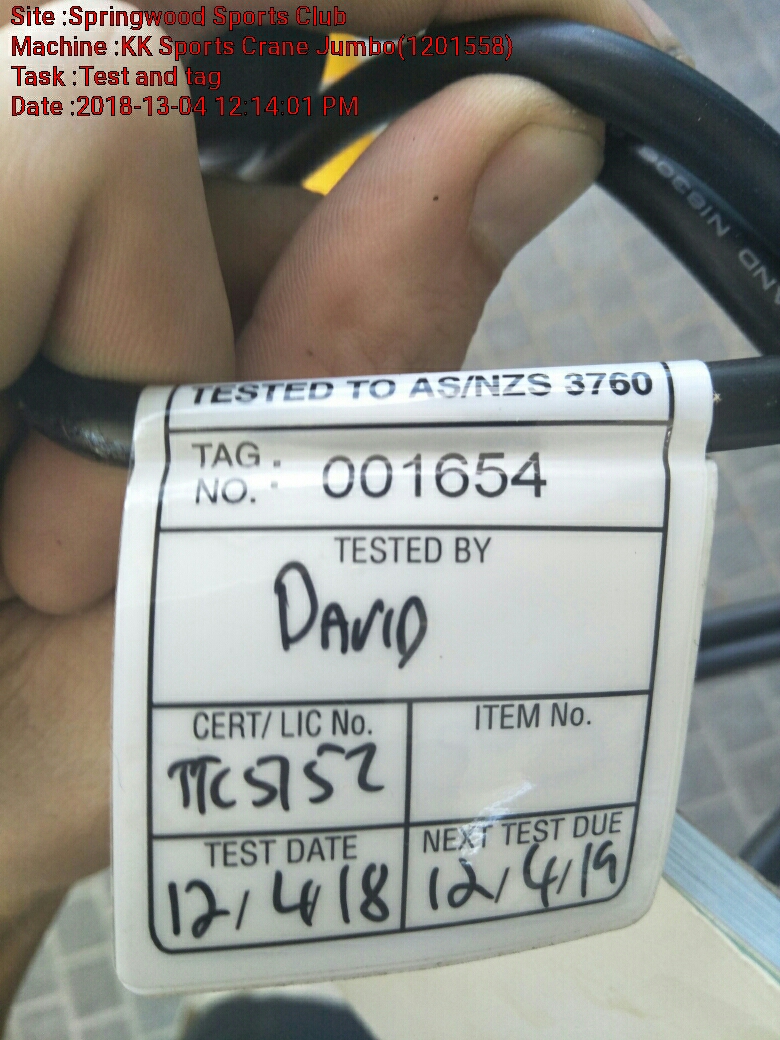 Site :Springwood Sports Club
Machine :KK Sports Crane Jumbo(1201558)
Task :Test and tag
Date :2018-13-04 12:14:01 PM
TESTED TO AS/NZS 3760
TAG NO. : 001654
TESTED BY
DAVID
CERT/ LIC No.
TTC5752
ITEM No.
TEST DATE
12/4/18
NEXT TEST DUE
12/4/19